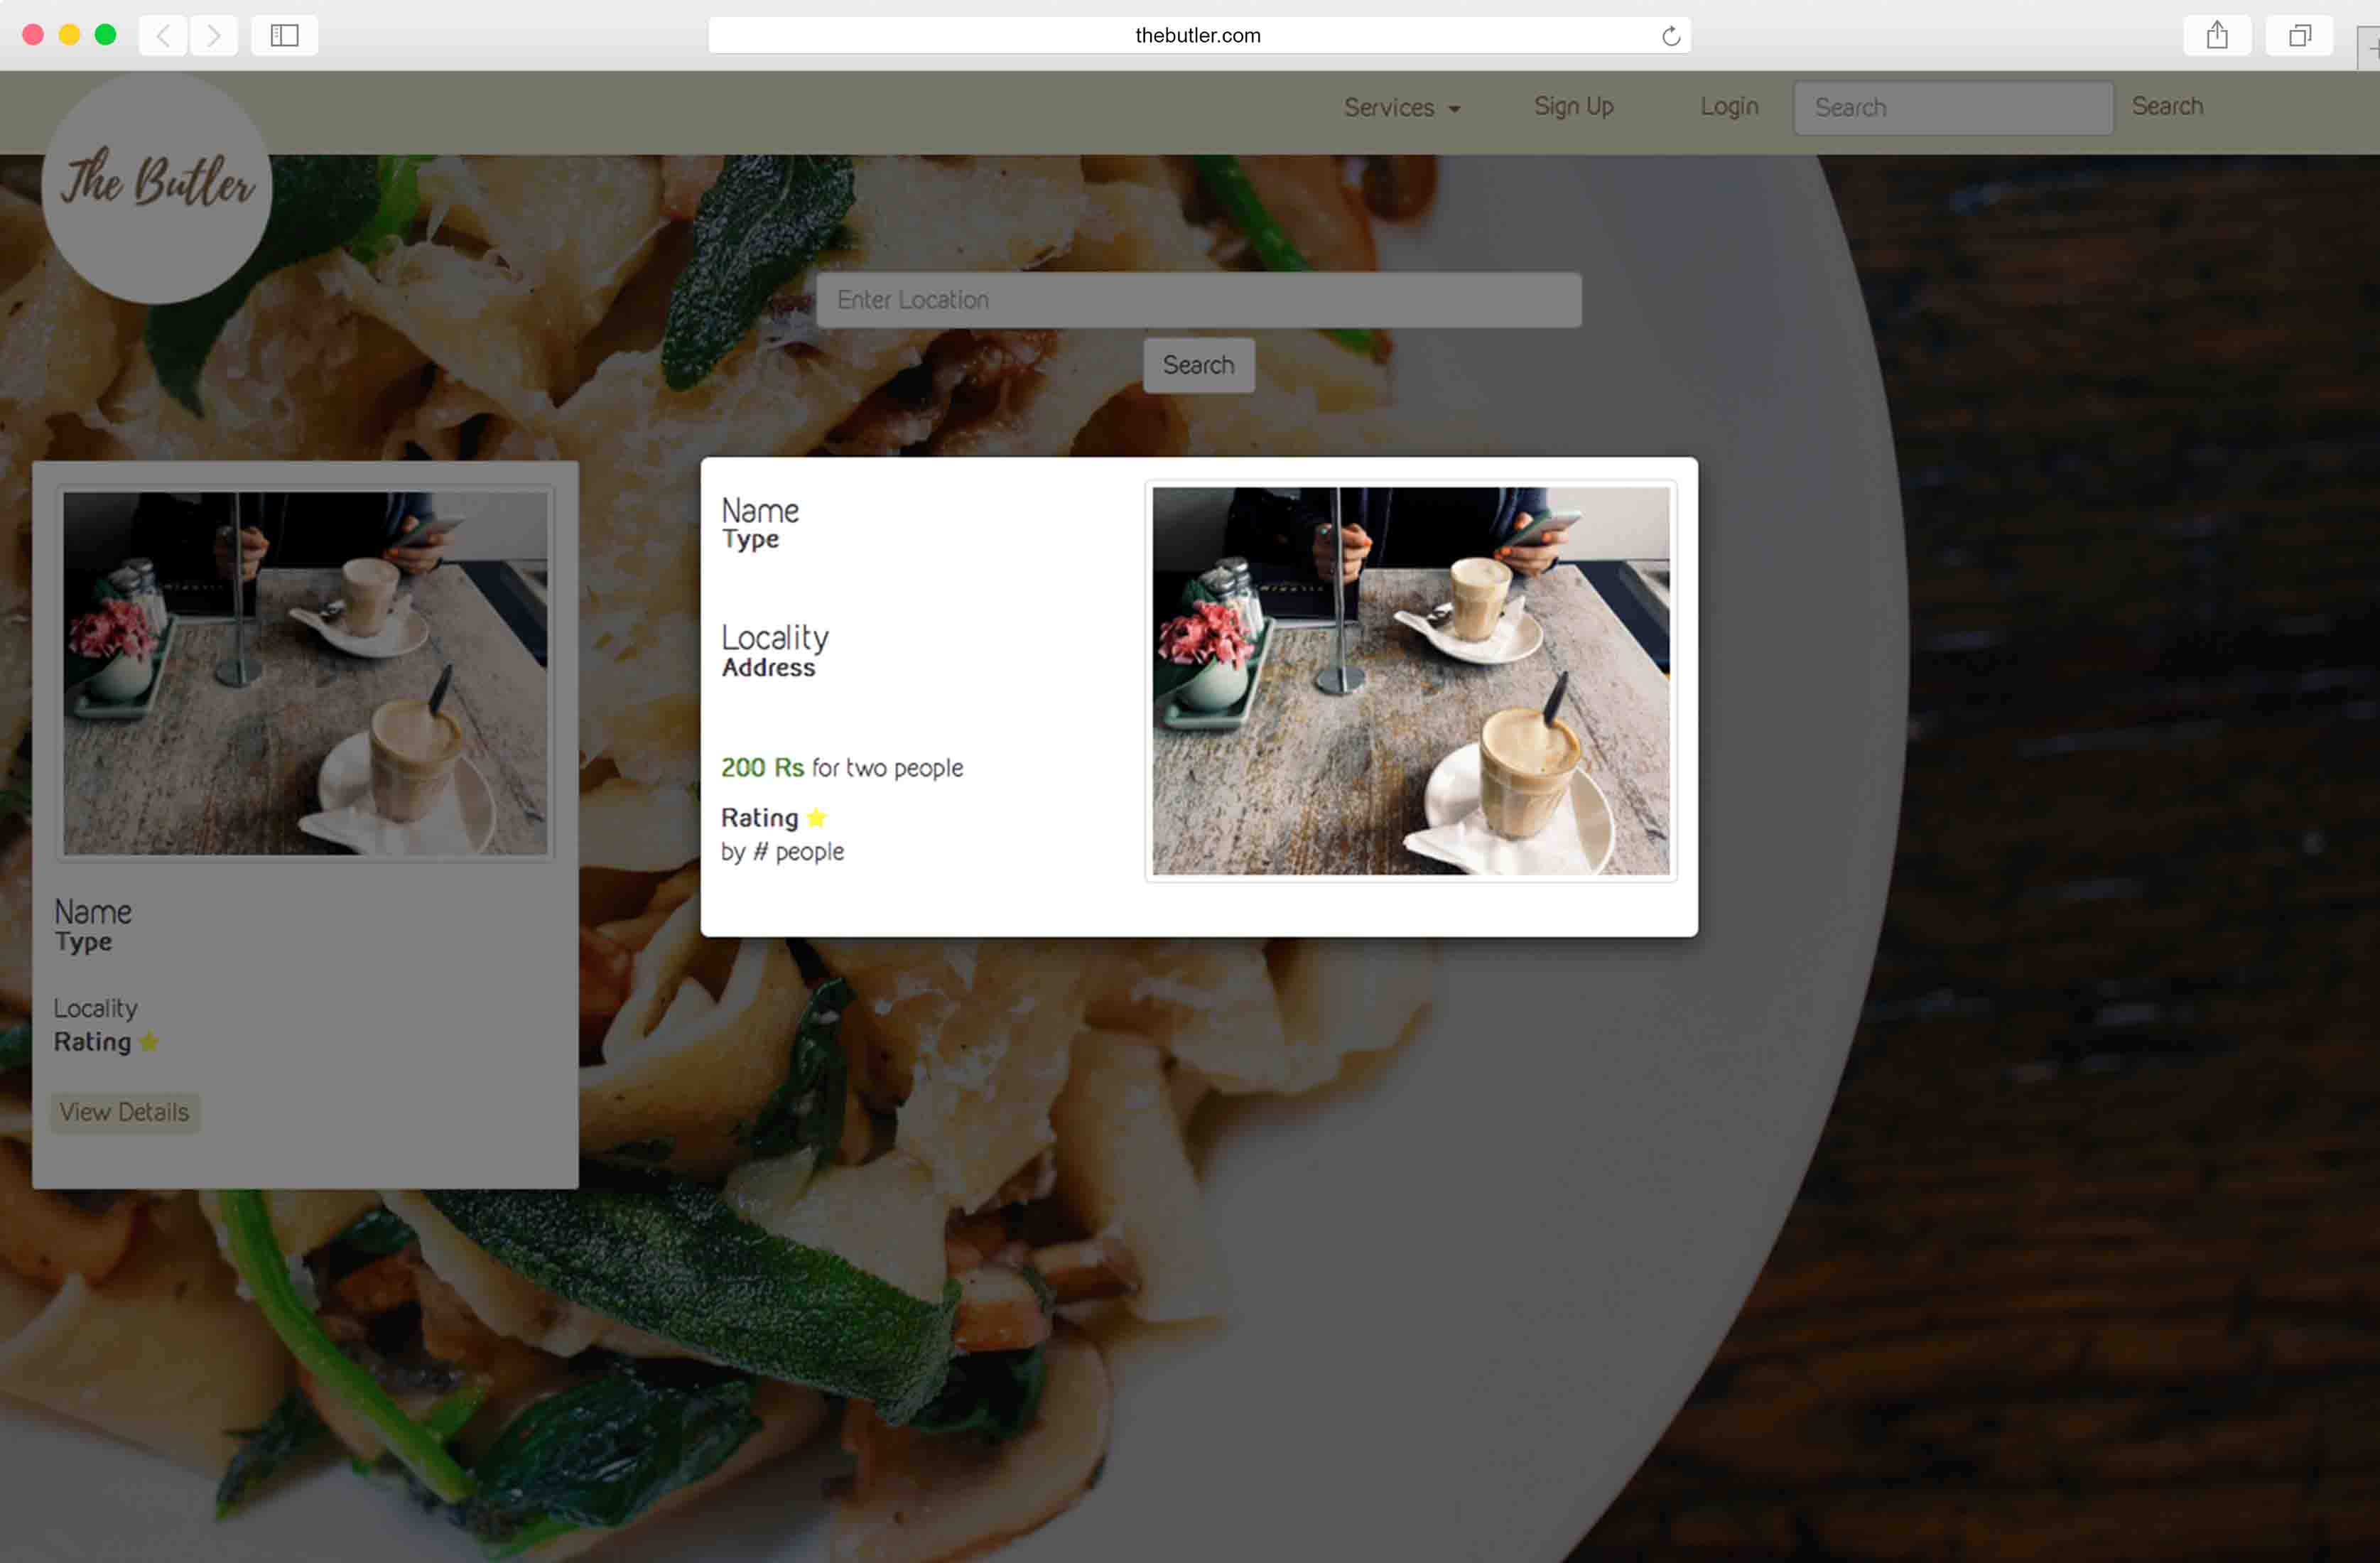 thebutler.com
Services
Sign Up
Login
Search
Search
The Butler
Enter Location
Search
Name
Type
Locality
Address
200 Rs for two people
Rating
by # people
Name
Type
Locality
Rating
View Details